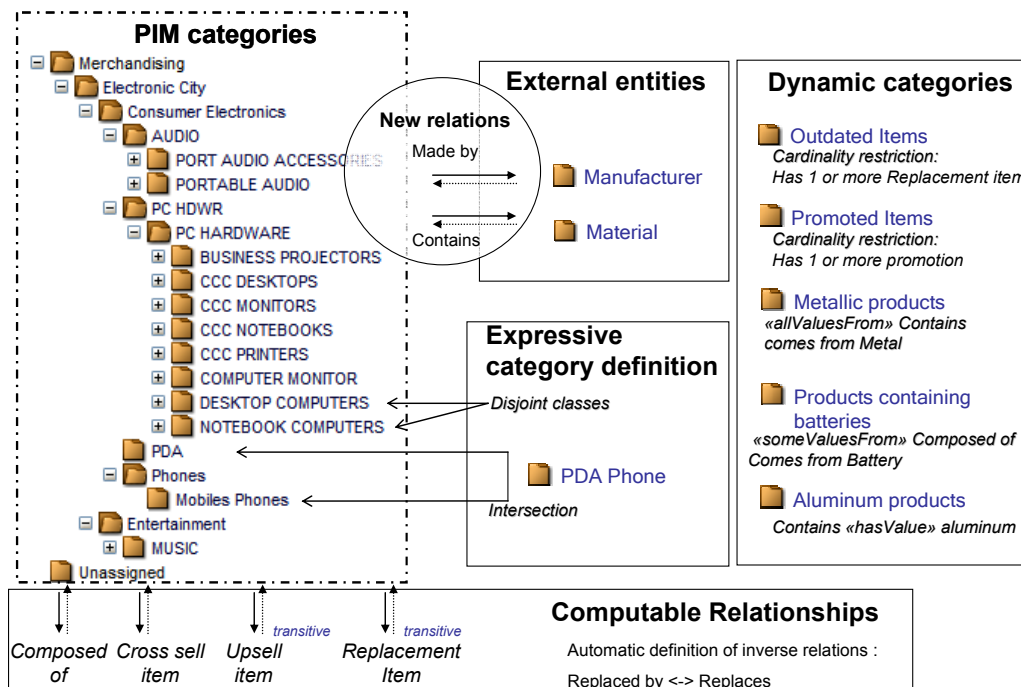 PIM categories
Merchandising
Electronic City
Consumer Electronics
AUDIO
PORT AUDIO ACCESSORIES
PORTABLE AUDIO
PC HDWR
PC HARDWARE
BUSINESS PROJECTORS
CCC DESKTOPS
CCC MONITORS
CCC NOTEBOOKS
CCC PRINTERS
COMPUTER MONITOR
DESKTOP COMPUTERS
NOTEBOOK COMPUTERS
PDA
Phones
Mobiles Phones
Entertainment
MUSIC
Unassigned
New relations
Made by
Contains
External entities
Manufacturer
Material
Expressive
category definition
Disjoint classes
PDA Phone
Intersection
Dynamic categories
Outdated Items
Cardinality restriction:
Has 1 or more Replacement item
Promoted Items
Cardinality restriction:
Has 1 or more promotion
Metallic products
«allValuesFrom» Contains
comes from Metal
Products containing
batteries
«someValuesFrom» Composed of
Comes from Battery
Aluminum products
Contains «hasValue» aluminum
Computable Relationships
Automatic definition of inverse relations :
Replaced by <-> Replaces
Composed
of
Cross sell
item
transitive
Upsell
item
transitive
Replacement
Item